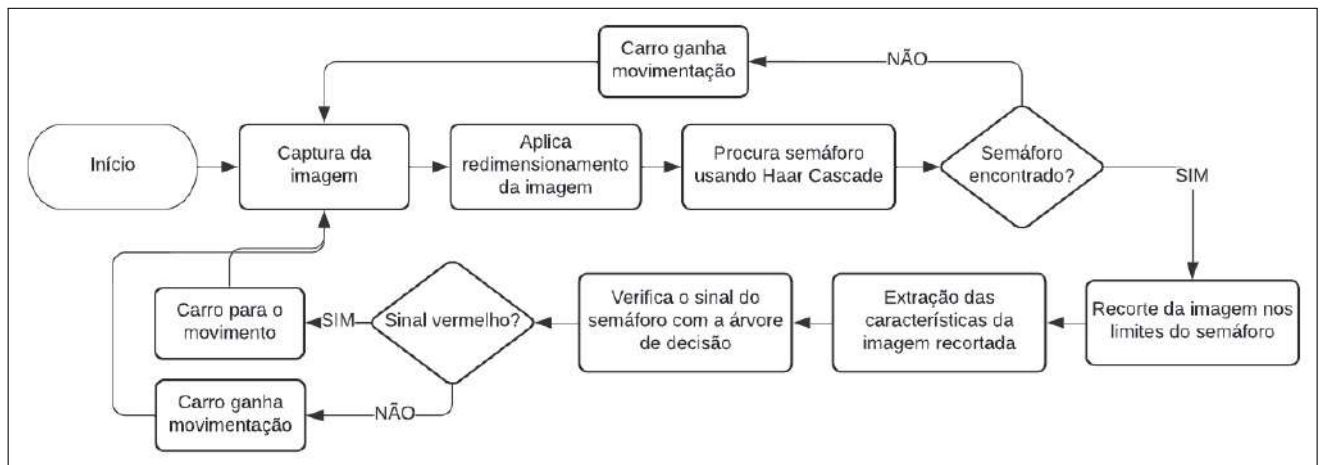 Carro ganha
movimentação
NÃO
Início
Captura da
imagem
Aplica
redimensionamento
da imagem
Procura semáforo
usando Haar Cascade
Semáforo
encontrado?
SIM
Recorte da imagem nos
limites do semáforo
Extração das
características da
imagem recortada
Verifica o sinal do
semáforo com a árvore
de decisão
Sinal vermelho?
SIM
Carro para o
movimento
NÃO
Carro ganha
movimentação